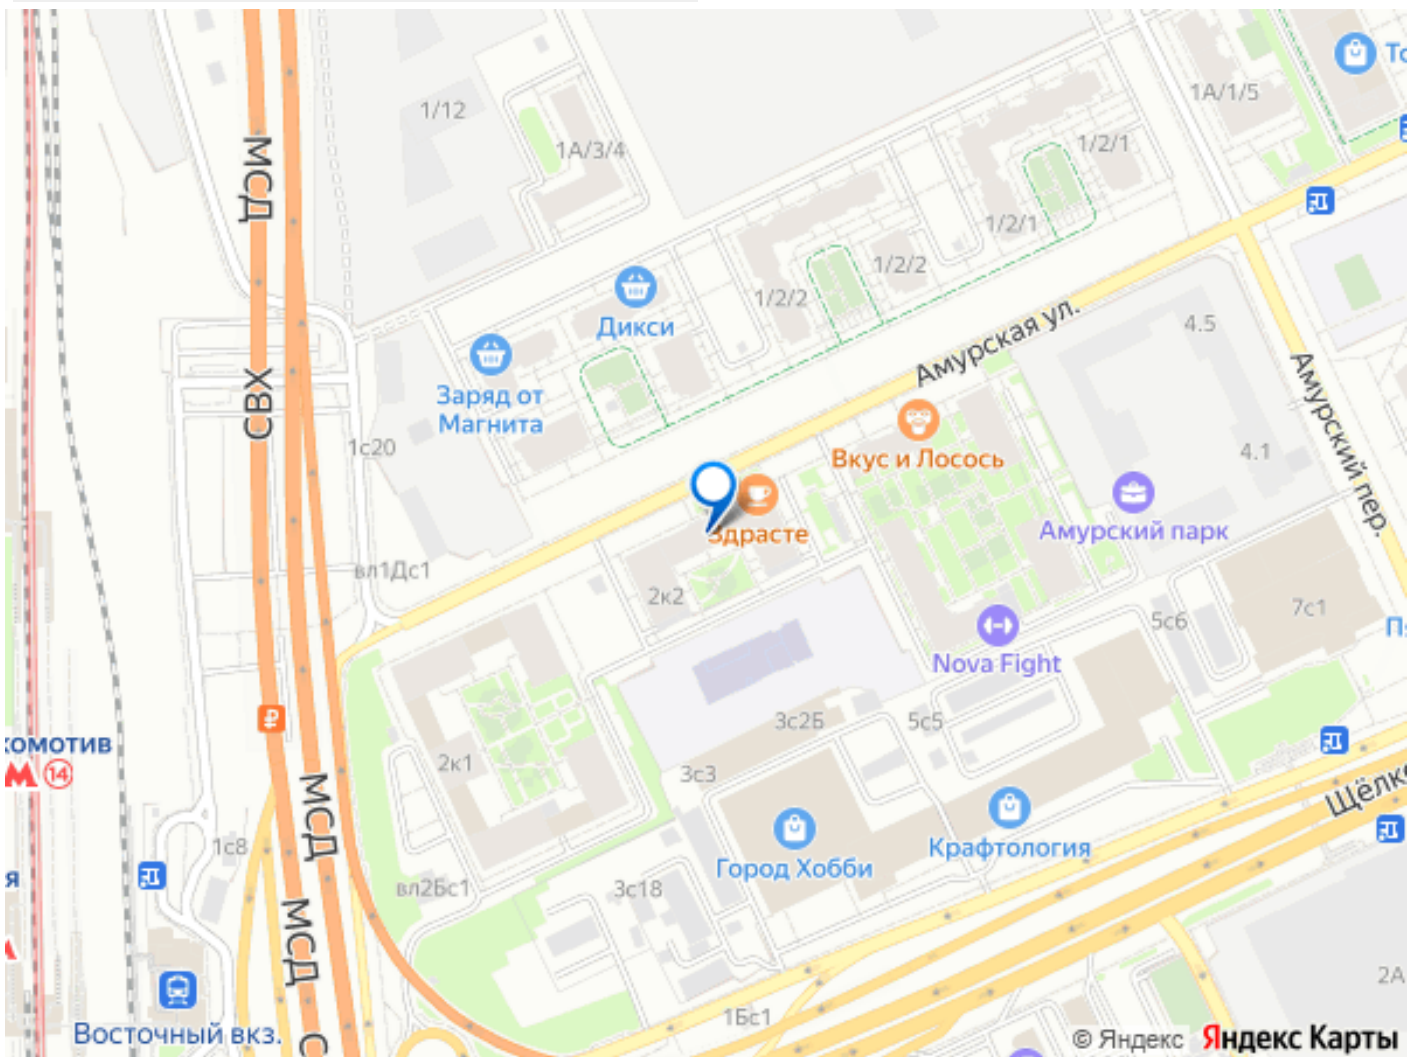 1/12
1А/3/4
1А/1/5
1/2/1
1/2/1
1/2/2
1/2/2
МСД
СВХ
Дикси
Заряд от
Магнита
Амурская ул.
4.5
4.1
Амурский пер.
1с20
Вкус и Лосось
Здрасте
Амурский парк
вл1Дс1
2к2
7с1
5с6
Nova Fight
2к1
3с2Б
5с5
3с3
14
МСД
Город Хобби
Крафтология
1с8
вл2Бс1
3с18
МСД
2А
1Бс1
Восточный вкз.
© Яндекс Яндекс Карты